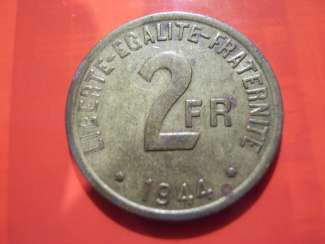 LIBERTE-EGALITE-FRATERNITE
2 FR
• 1944 •